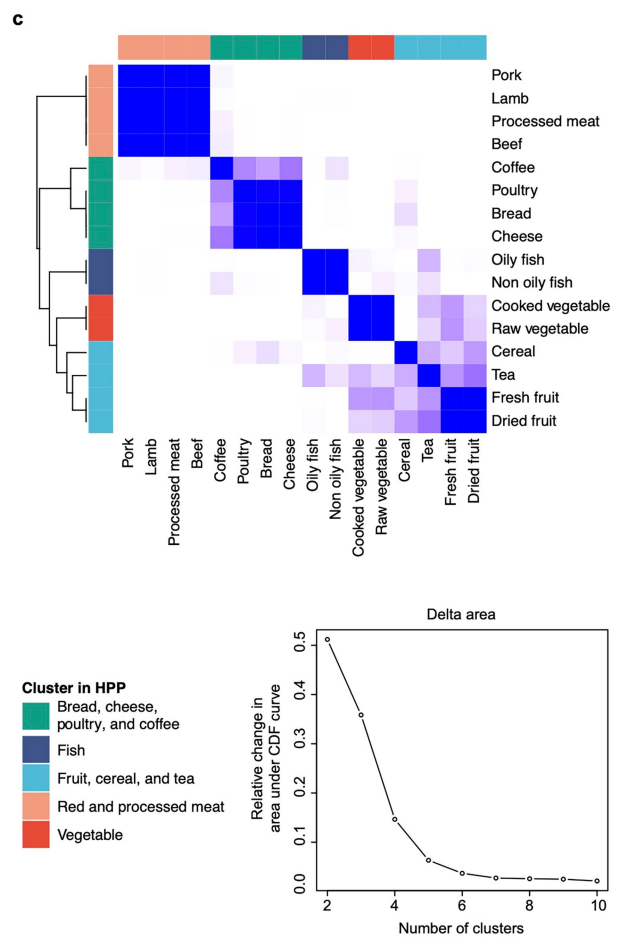 c
Pork
Lamb
Processed meat
Beef
Coffee
Poultry
Bread
Cheese
Oily fish
Non oily fish
Cooked vegetable
Raw vegetable
Cereal
Tea
Fresh fruit
Dried fruit
Pork
Lamb
Processed meat
Beef
Coffee
Poultry
Bread
Cheese
Oily fish
Non oily fish
Cooked vegetable
Raw vegetable
Cereal
Tea
Fresh fruit
Dried fruit
Cluster in HPP
Bread, cheese,
poultry, and coffee
Fish
Fruit, cereal, and tea
Red and processed meat
Vegetable
Delta area
Relative change in
area under CDF curve
0.5
0.4
0.3
0.2
0.1
0.0
2 4 6 8 10
Number of clusters